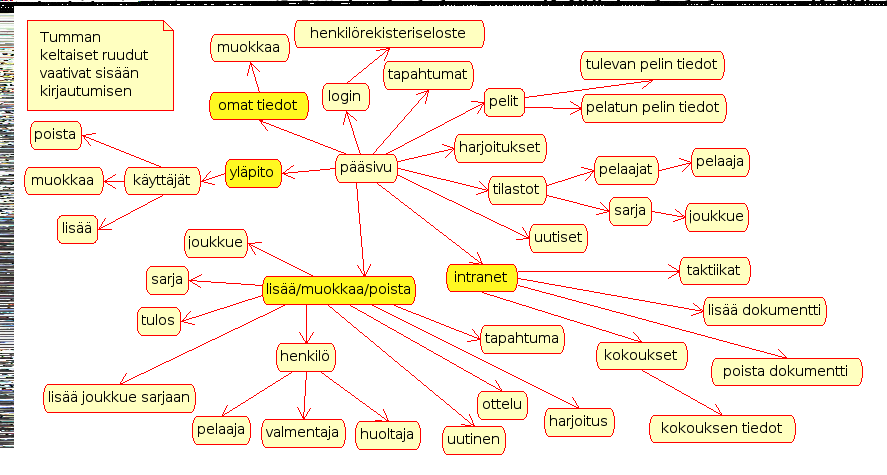 Tumman
keltaiset ruudut
vaativat sisään
kirjautumisen
muokkaa
henkilörekisteriseloste
tapahtumat
tulevan pelin tiedot
omat tiedot
login
pelit
pelatun pelin tiedot
poista
harjoitukset
muokkaa
käyttäjät
yläpito
pääsivu
tilastot
pelaajat
pelaaja
lisää
sarja
joukkue
joukkue
uutiset
sarja
lisää/muokkaa/poista
intranet
taktiikat
tulos
lisää dokumentti
henkilö
tapahtuma
kokoukset
poista dokumentti
lisää joukkue sarjaan
pelaaja
valmentaja
huoltaja
uutinen
ottelu
harjoitus
kokouksen tiedot